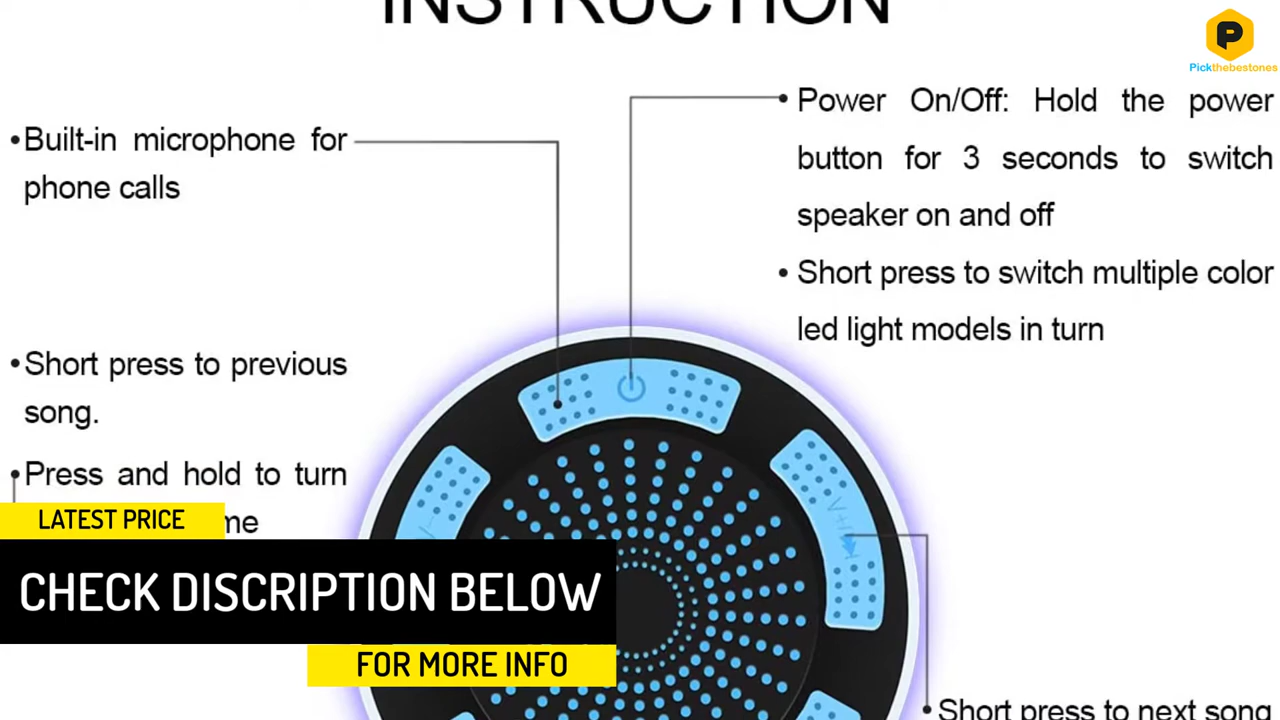 INSTRUCTION
P
Pickthebestones
•Built-in microphone for
phone calls
•Power On/Off: Hold the power
button for 3 seconds to switch
speaker on and off
•Short press to switch multiple color
led light models in turn
•Short press to previous
song.
•Press and hold to turn
me
V-
V+
LATEST PRICE
CHECK DISCRIPTION BELOW
FOR MORE INFO
•Short press to next song